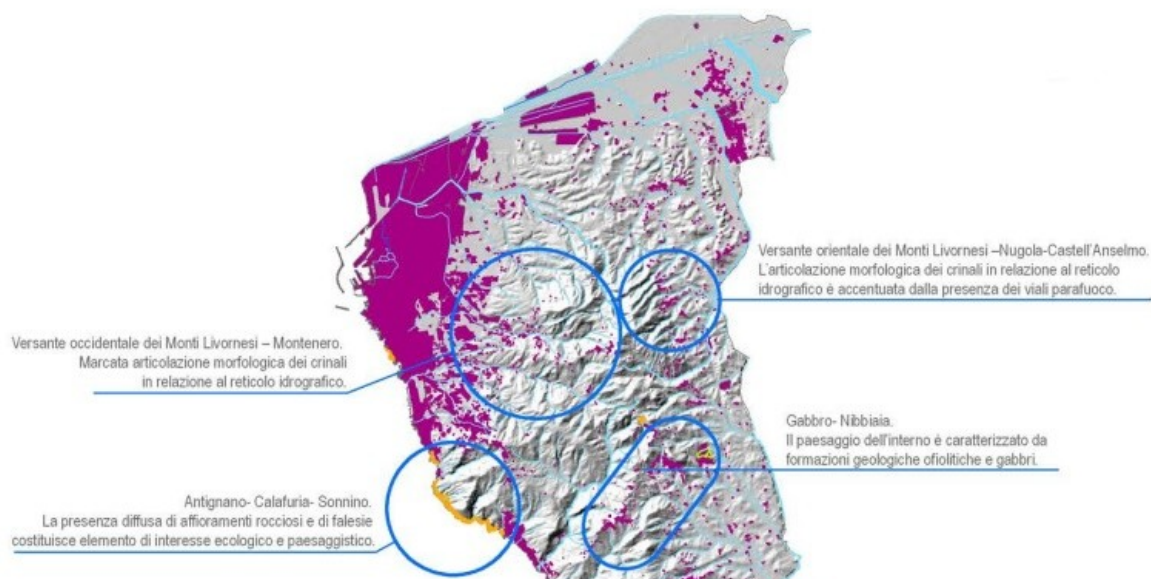 Versante orientale dei Monti Livornesi –Nugola-Castell'Anselmo.
L'articolazione morfologica dei crinali in relazione al reticolo
idrografico è accentuata dalla presenza dei viali parafuoco.
Versante occidentale dei Monti Livornesi – Montenero.
Marcata articolazione morfologica dei crinali
in relazione al reticolo idrografico.
Gabbro- Nibbiaia.
Il paesaggio dell'interno è caratterizzato da
formazioni geologiche ofiolitiche e gabbri.
Antignano- Calafuria- Sonnino.
La presenza diffusa di affioramenti rocciosi e di falesie
costituisce elemento di interesse ecologico e paesaggistico.